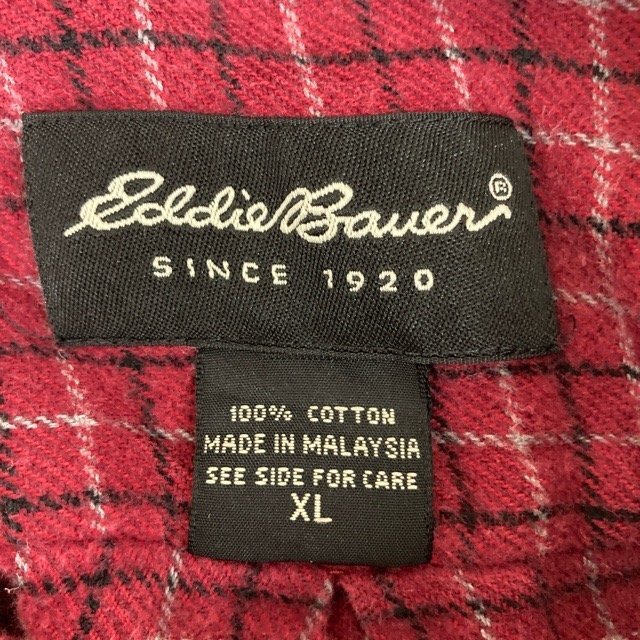 Eddie Bauer®
SINCE 1920
100% COTTON
MADE IN MALAYSIA
SEE SIDE FOR CARE
XL